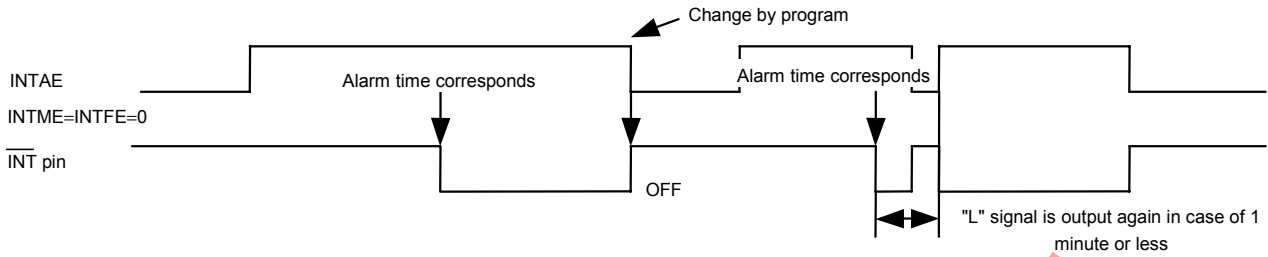 Change by program
INTAE
Alarm time corresponds
Alarm time corresponds
INTME=INTFE=0
INT pin
OFF
"L" signal is output again in case of 1
minute or less